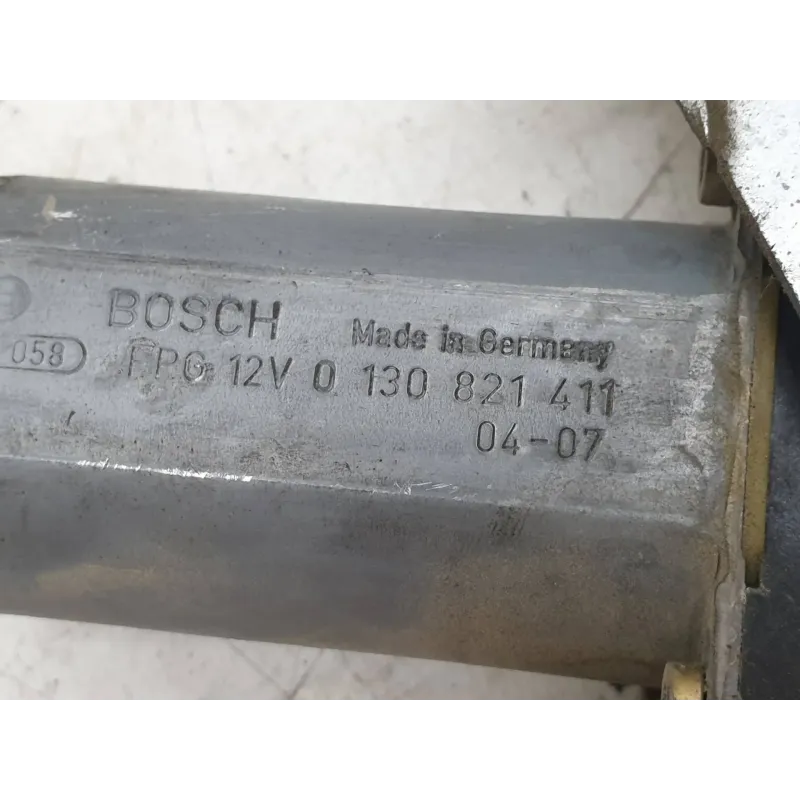 BOSCH Made in Germany
058 FPG 12V 0 130 821 411
04-07